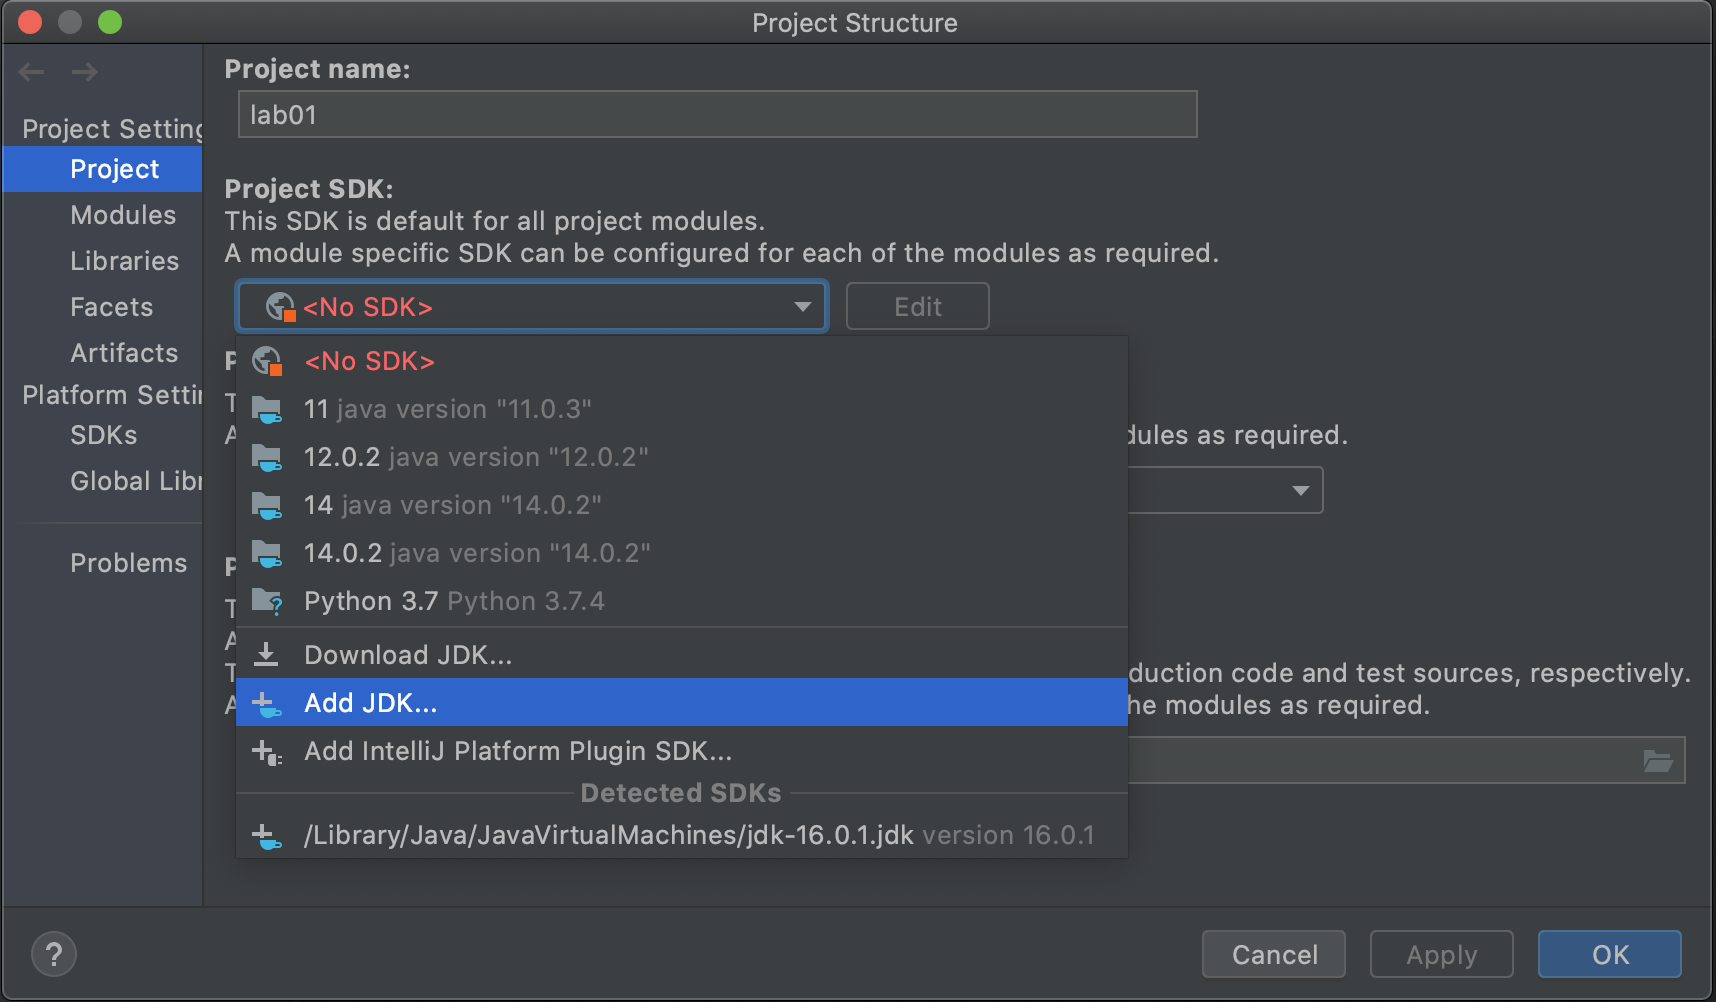 Project Structure
Project name:
lab01
Project Setting
Project
Modules
Libraries
Facets
Artifacts
Platform Settin
SDKs
Global Libr
Problems
Project SDK:
This SDK is default for all project modules.
A module specific SDK can be configured for each of the modules as required.
<No SDK>
Edit
<No SDK>
11 java version "11.0.3"
12.0.2 java version "12.0.2"
14 java version "14.0.2"
14.0.2 java version "14.0.2"
Python 3.7 Python 3.7.4
Download JDK...
Add JDK...
Add IntelliJ Platform Plugin SDK...
Detected SDKs
/Library/Java/JavaVirtualMachines/jdk-16.0.1.jdk version 16.0.1
P
T
A dules as required.
P
T
A
T duction code and test sources, respectively.
A he modules as required.
?
Cancel
Apply
OK